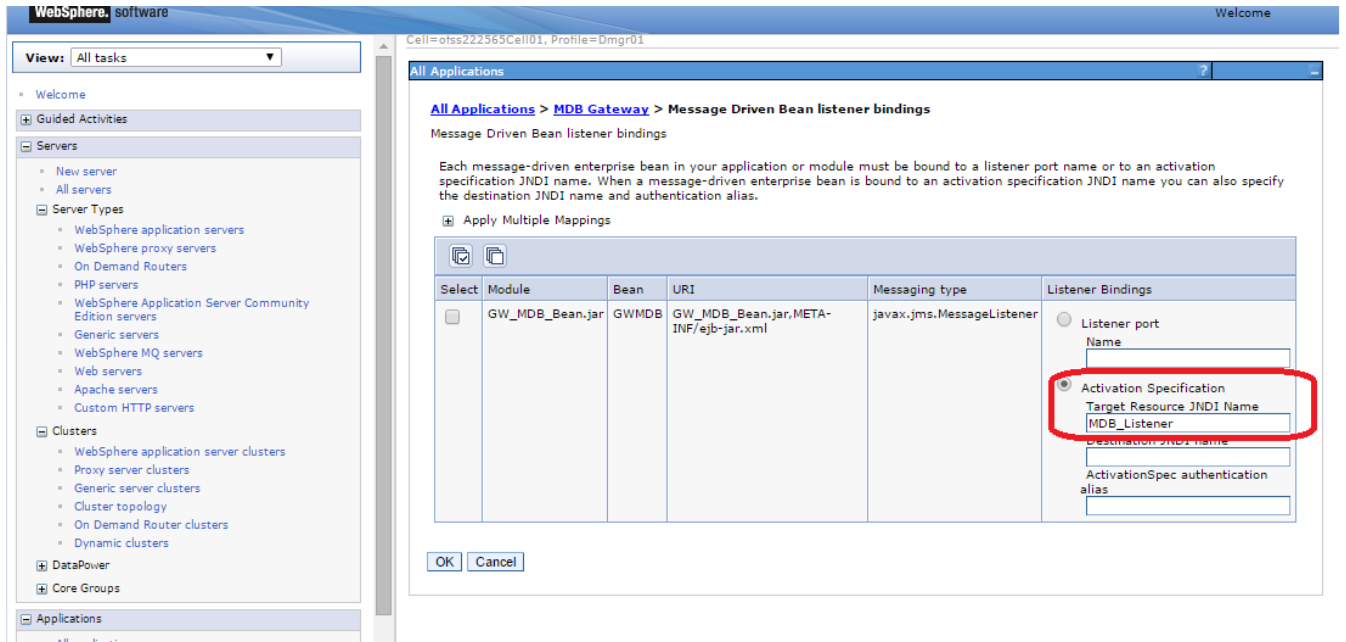 WebSphere. software
Welcome
View: All tasks
Welcome
Guided Activities
Servers
New server
All servers
Server Types
WebSphere application servers
WebSphere proxy servers
On Demand Routers
PHP servers
WebSphere Application Server Community
Edition servers
Generic servers
WebSphere MQ servers
Web servers
Apache servers
Custom HTTP servers
Clusters
WebSphere application server clusters
Proxy server clusters
Generic server clusters
Cluster topology
On Demand Router clusters
Dynamic clusters
DataPower
Core Groups
Applications
Cell=ofss222565Cell01, Profile=Dmgr01
All Applications ? -
All Applications > MDB Gateway > Message Driven Bean listener bindings
Message Driven Bean listener bindings
Each message-driven enterprise bean in your application or module must be bound to a listener port name or to an activation
specification JNDI name. When a message-driven enterprise bean is bound to an activation specification JNDI name you can also specify
the destination JNDI name and authentication alias.
Apply Multiple Mappings
Select Module Bean URI Messaging type Listener Bindings
GW_MDB_Bean.jar GWMDB GW_MDB_Bean.jar,META-
INF/ejb-jar.xml
javax.jms.MessageListener
Listener port
Name
Activation Specification
Target Resource JNDI Name
MDB_Listener
Destination JNDI name
ActivationSpec authentication
alias
OK Cancel